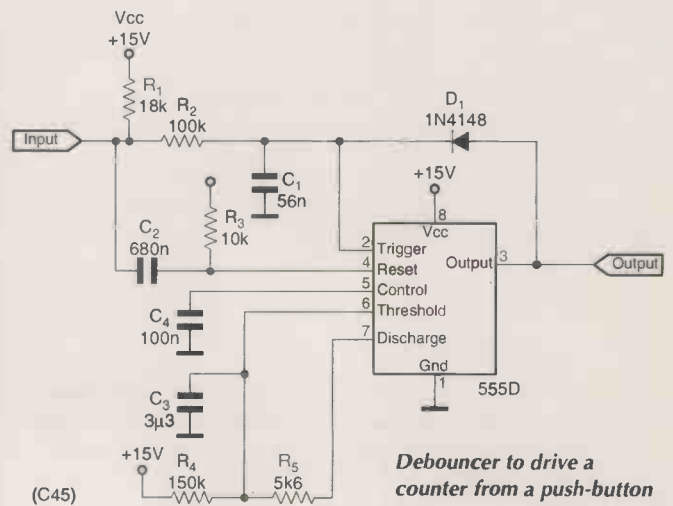 Vcc
+15V
R1
18k
R2
100k
Input
D1
1N4148
C1
56n
+15V
R3
10k
C2
680n
8
Vcc
2
Trigger
4
Reset
5
Control
6
Threshold
7
Discharge
Output
3
Output
Gnd
1
555D
C4
100n
C3
3µ3
+15V
R4
150k
R5
5k6
Debouncer to drive a
counter from a push-button
(C45)